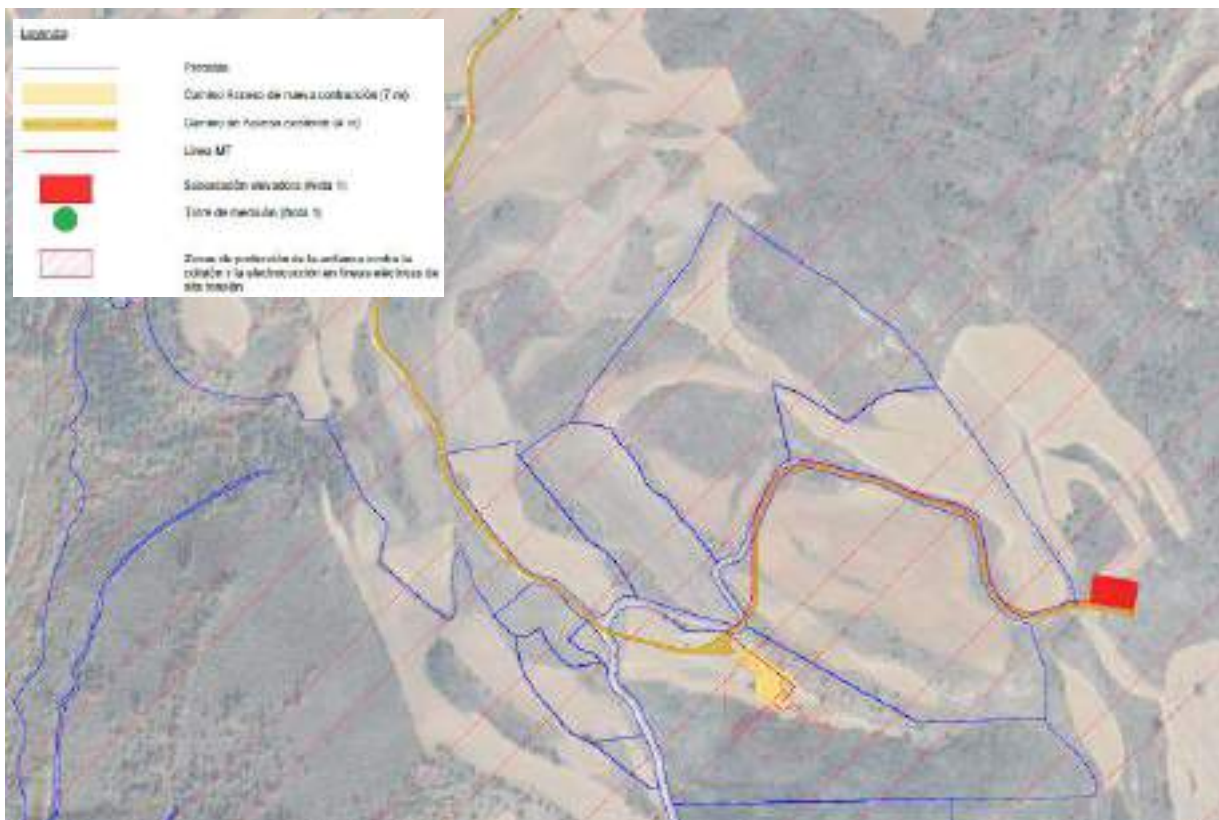 Leyenda
Parcelas
Camino Acceso de nueva contrucción (7 m)
Camino de Acceso existente (4 m)
Línea MT
Subestación elevadora (Nota 1)
Torre de medición (Nota 1)
Zonas de protección de la avifauna contra la
colisión y la electrocución en líneas eléctricas de
alta tensión